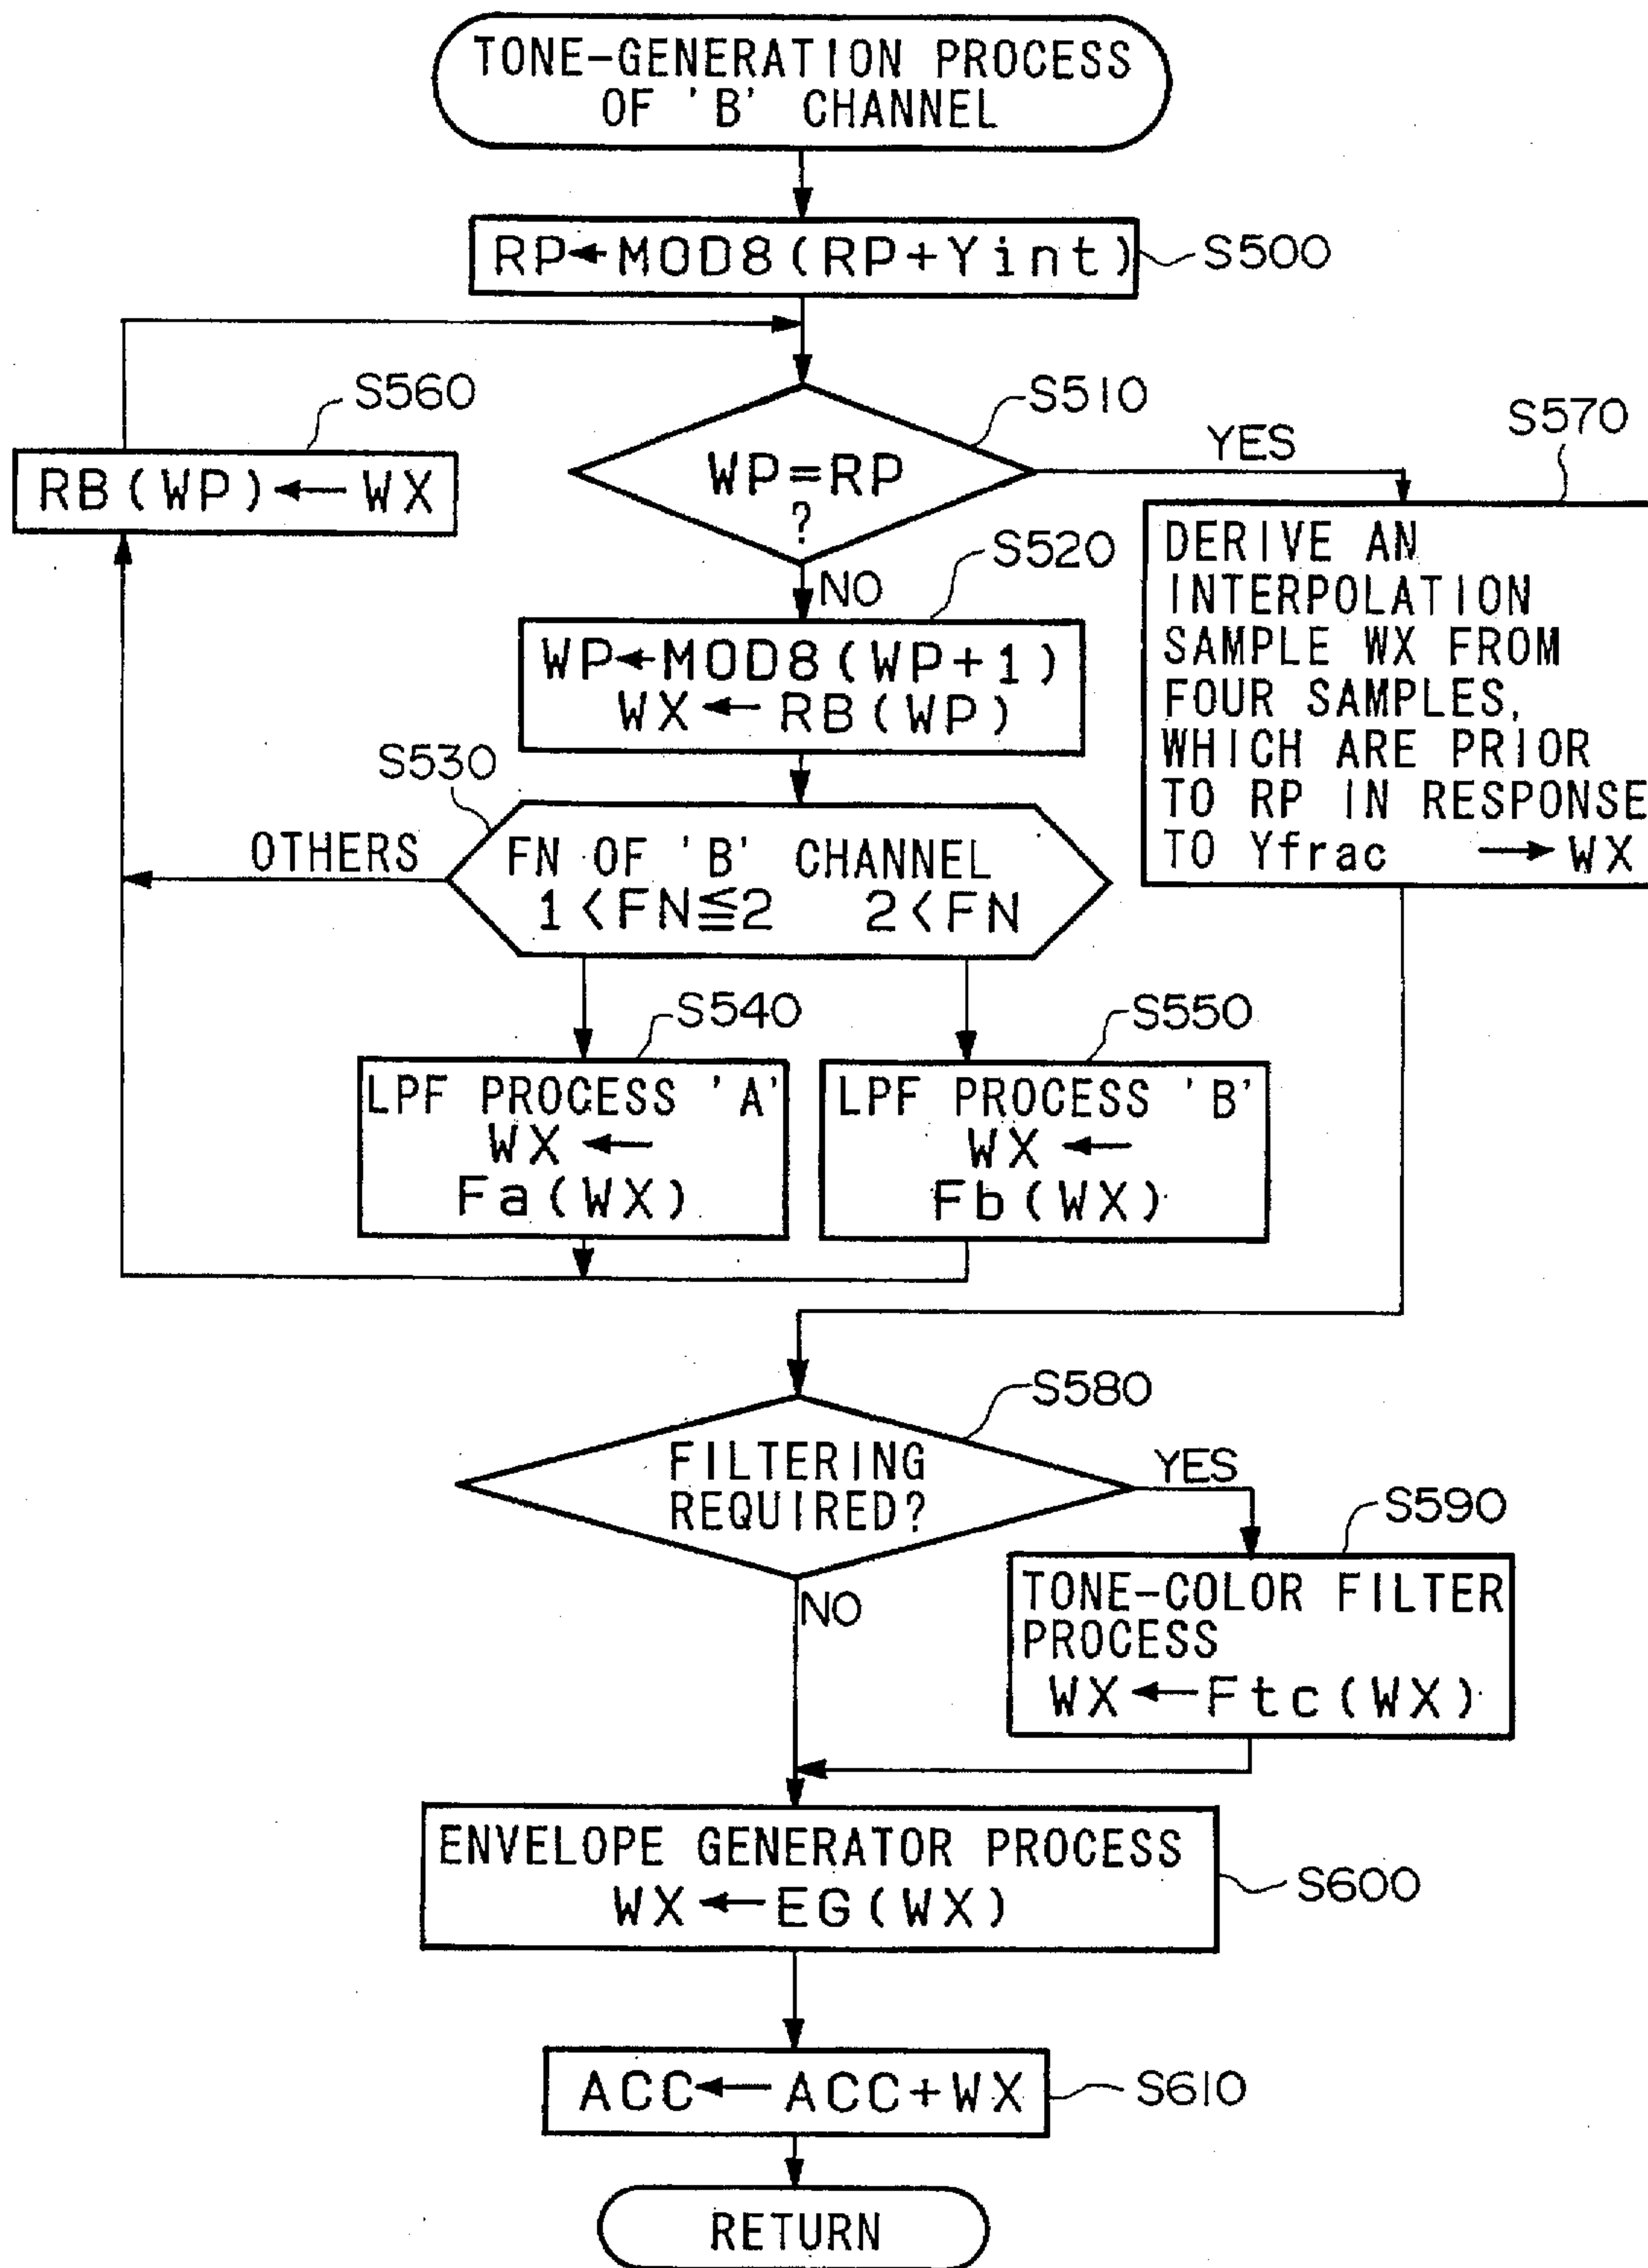 TONE-GENERATION PROCESS
OF 'B' CHANNEL
RP←MOD8(RP+Yint)
S500
S560
RB(WP)←WX
S510
WP=RP
?
YES
NO
S570
DERIVE AN
INTERPOLATION
SAMPLE WX FROM
FOUR SAMPLES,
WHICH ARE PRIOR
TO RP IN RESPONSE
TO Yfrac →WX
S520
WP←MOD8(WP+1)
WX←RB(WP)
S530
OTHERS
FN OF 'B' CHANNEL
1<FN≦2 2<FN
S540
LPF PROCESS 'A'
WX←
Fa(WX)
S550
LPF PROCESS 'B'
WX←
Fb(WX)
S580
FILTERING
REQUIRED?
YES
NO
S590
TONE-COLOR FILTER
PROCESS
WX←Ftc(WX)
ENVELOPE GENERATOR PROCESS
WX←EG(WX)
S600
ACC←ACC+WX
S610
RETURN